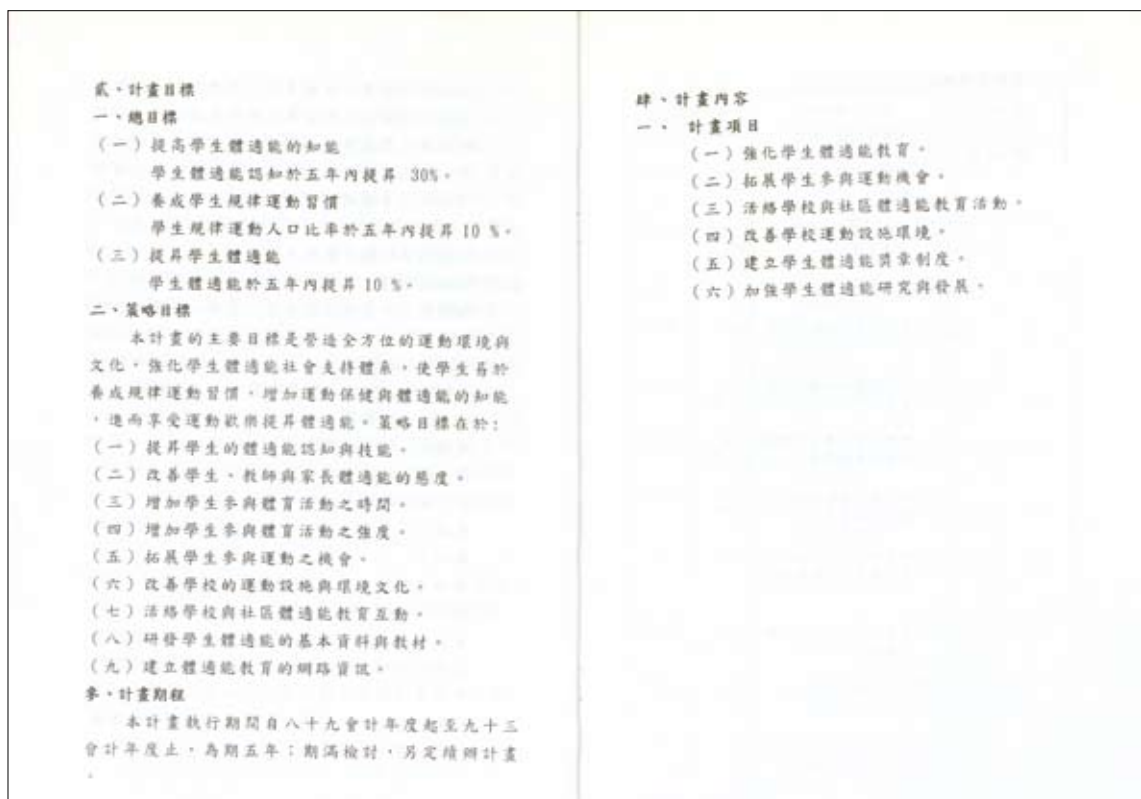 貳、計畫目標
一、總目標
（一）提高學生體適能的知能
學生體適能認知於五年內提昇 30%。
（二）養成學生規律運動習慣
學生規律運動人口比率於五年內提昇 10 %。
（三）提昇學生體適能
學生體適能於五年內提昇 10 %。
二、策略目標
本計畫的主要目標是營造全方位的運動環境與
文化，強化學生體適能社會支持體系，使學生易於
養成規律運動習慣，增加運動保健與體適能的知能
，進而享受運動歡樂提昇體適能。策略目標在於：
（一）提昇學生的體適能認知與技能。
（二）改善學生、教師與家長體適能的態度。
（三）增加學生參與體育活動之時間。
（四）增加學生參與體育活動之強度。
（五）拓展學生參與運動之機會。
（六）改善學校的運動設施與環境文化。
（七）活絡學校與社區體適能教育互動。
（八）研發學生體適能的基本資料與教材。
（九）建立體適能教育的網路資訊。
參、計畫期程
本計畫執行期間自八十九會計年度起至九十三
會計年度止，為期五年；期滿檢討，另定續辦計畫
。
肆、計畫內容
一、 計畫項目
（一）強化學生體適能教育。
（二）拓展學生參與運動機會。
（三）活絡學校與社區體適能教育活動。
（四）改善學校運動設施環境。
（五）建立學生體適能獎章制度。
（六）加強學生體適能研究與發展。